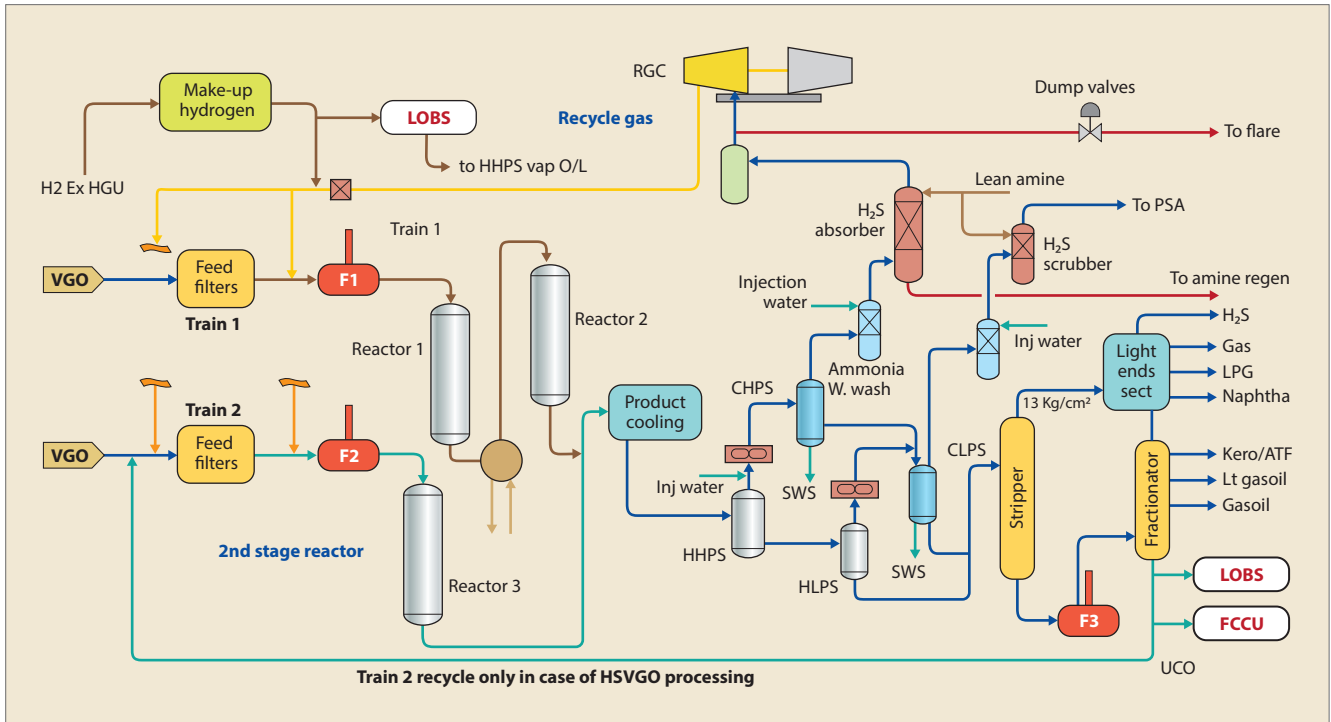 RGC
Make-up
hydrogen
Dump valves
LOBS
Recycle gas
To flare
to HHPS vap O/L
H2 Ex HGU
Lean amine
To PSA
H₂S
absorber
H₂S
scrubber
Train 1
VGO
Feed
filters
F1
Train 1
Injection
water
To amine regen
H₂S
Reactor 2
Reactor 1
Inj water
Light
ends
sect
Gas
LPG
Naphtha
Ammonia
W. wash
CHPS
Product
cooling
13 Kg/cm²
Train 2
VGO
Feed
filters
F2
CLPS
Kero/ATF
Lt gasoil
Gasoil
Inj water
SWS
Stripper
Fractionator
2nd stage reactor
HHPS
SWS
Reactor 3
HLPS
LOBS
F3
FCCU
UCO
Train 2 recycle only in case of HSVGO processing